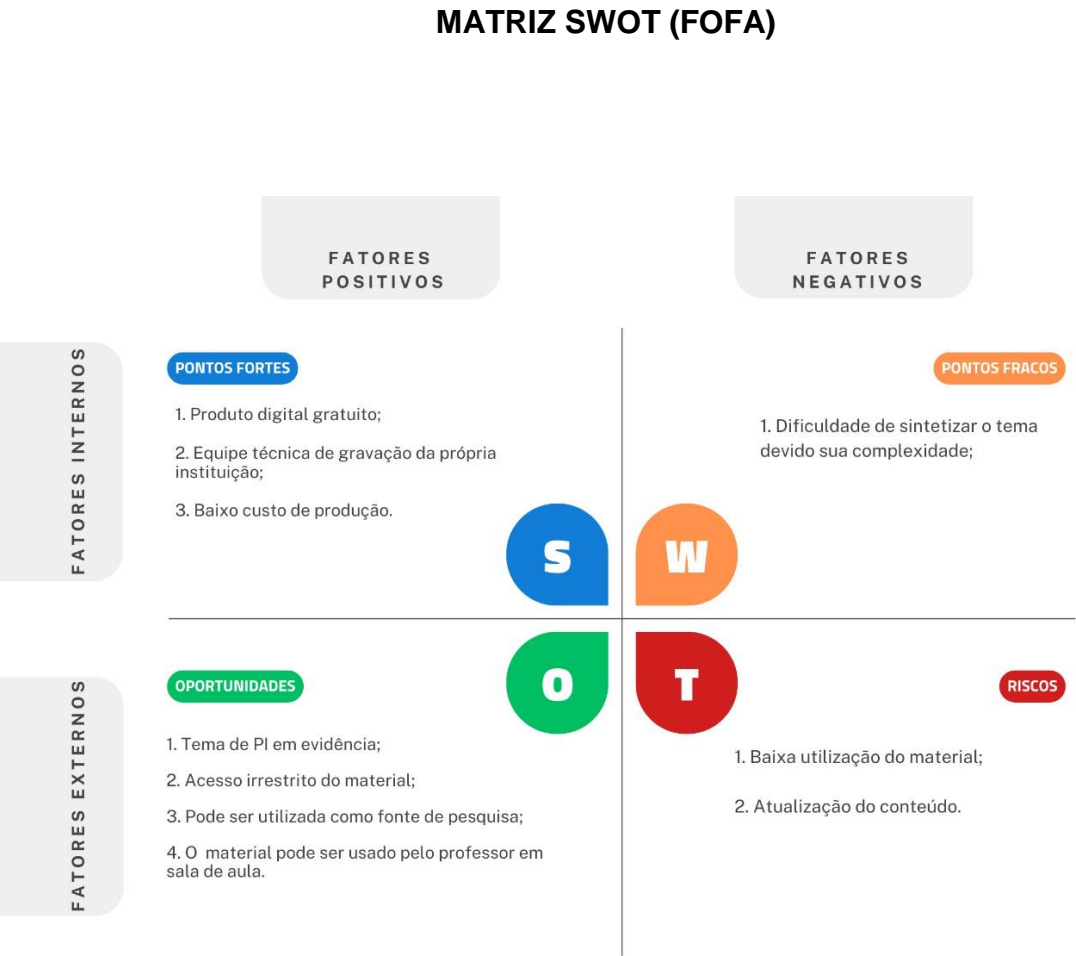 MATRIZ SWOT (FOFA)
FATORES
POSITIVOS
FATORES
NEGATIVOS
FATORES INTERNOS
PONTOS FORTES
1. Produto digital gratuito;
2. Equipe técnica de gravação da própria
instituição;
3. Baixo custo de produção.
S
PONTOS FRACOS
1. Dificuldade de sintetizar o tema
devido sua complexidade;
W
FATORES EXTERNOS
OPORTUNIDADES
O
1. Tema de PI em evidência;
2. Acesso irrestrito do material;
3. Pode ser utilizada como fonte de pesquisa;
4. O material pode ser usado pelo professor em
sala de aula.
T
RISCOS
1. Baixa utilização do material;
2. Atualização do conteúdo.